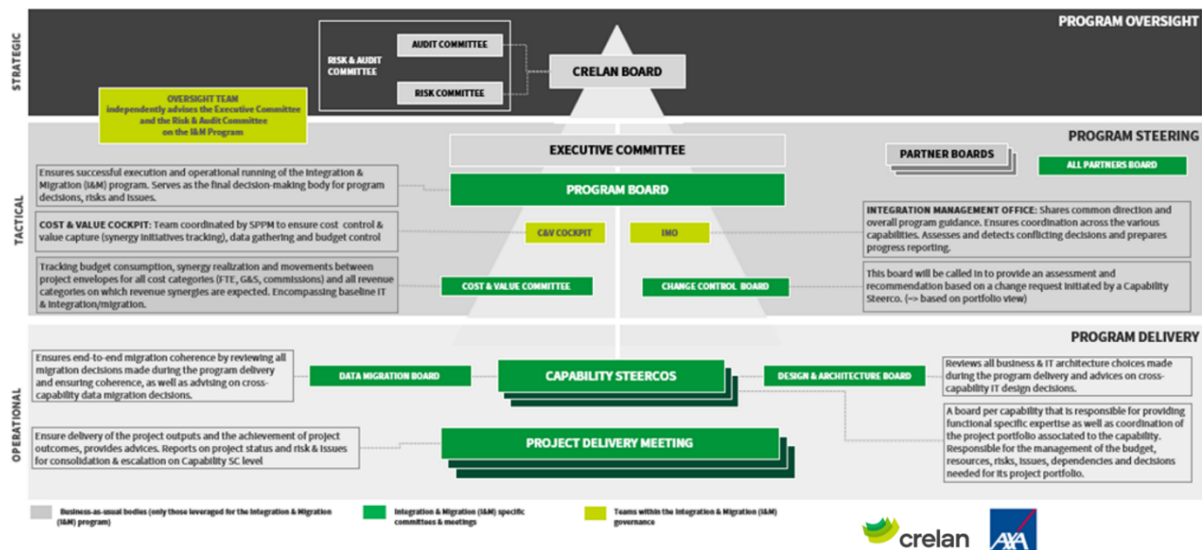 PROGRAM OVERSIGHT
STRATEGIC
RISK & AUDIT
COMMITTEE
AUDIT COMMITTEE
RISK COMMITTEE
CRELAN BOARD
OVERSIGHT TEAM
independently advises the Executive Committee
and the Risk & Audit Committee
on the I&M Program
PROGRAM STEERING
TACTICAL
EXECUTIVE COMMITTEE
PARTNER BOARDS
ALL PARTNERS BOARD
Ensures successful execution and operational running of the Integration &
Migration (I&M) program. Serves as the final decision-making body for program
decisions, risks and issues.
PROGRAM BOARD
COST & VALUE COCKPIT: Team coordinated by SPPM to ensure cost control &
value capture (synergy initiatives tracking), data gathering and budget control
C&V COCKPIT
IMO
INTEGRATION MANAGEMENT OFFICE: Shares common direction and
overall program guidance. Ensures coordination across the various
capabilities. Assesses and detects conflicting decisions and prepares
progress reporting.
Tracking budget consumption, synergy realization and movements between
project envelopes for all cost categories (FTE, G&S, commissions) and all revenue
categories on which revenue synergies are expected. Encompassing baseline IT
& integration/migration.
COST & VALUE COMMITTEE
CHANGE CONTROL BOARD
This board will be called in to provide an assessment and
recommendation based on a change request initiated by a Capability
Steerco. (=> based on portfolio view)
PROGRAM DELIVERY
OPERATIONAL
Ensures end-to-end migration coherence by reviewing all
migration decisions made during the program delivery
and ensuring coherence, as well as advising on cross-
capability data migration decisions.
DATA MIGRATION BOARD
CAPABILITY STEERCOS
DESIGN & ARCHITECTURE BOARD
Reviews all business & IT architecture choices made
during the program delivery and advices on cross-
capability IT design decisions.
Ensure delivery of the project outputs and the achievement of project
outcomes, provides advices. Reports on project status and risk & issues
for consolidation & escalation on Capability SC level
PROJECT DELIVERY MEETING
A board per capability that is responsible for providing
functional specific expertise as well as coordination of
the project portfolio associated to the capability.
Responsible for the management of the budget,
resources, risks, issues, dependencies and decisions
needed for its project portfolio.
Business-as-usual bodies (only those leveraged for the Integration & Migration
(I&M) program)
Integration & Migration (I&M) specific
committees & meetings
Teams within the Integration & Migration (I&M)
governance
crelan
AXA